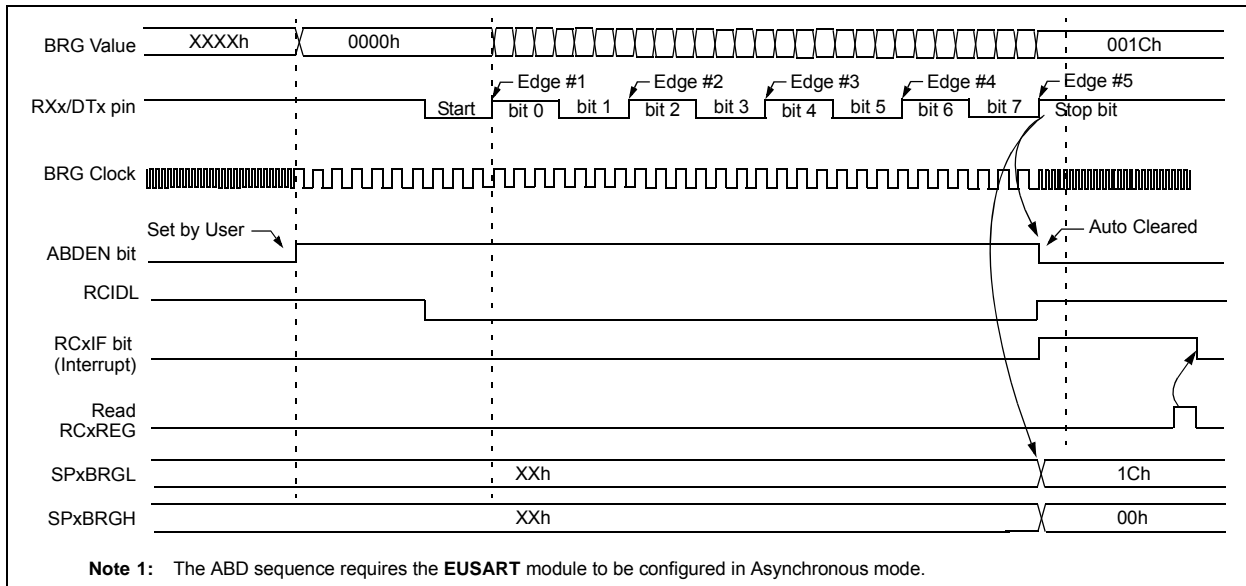 BRG Value XXXXh 0000h 001Ch
Edge #1 Edge #2 Edge #3 Edge #4 Edge #5
RXx/DTx pin Start bit 0 bit 1 bit 2 bit 3 bit 4 bit 5 bit 6 bit 7 Stop bit
BRG Clock
Set by User Auto Cleared
ABDEN bit
RCIDL
RCxIF bit
(Interrupt)
Read
RCxREG
SPxBRGL XXh 1Ch
SPxBRGH XXh 00h
Note 1: The ABD sequence requires the EUSART module to be configured in Asynchronous mode.